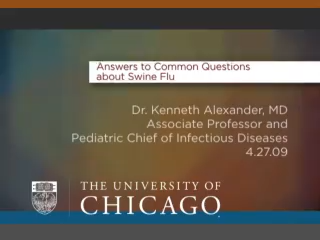 Answers to Common Questions
about Swine Flu
Dr. Kenneth Alexander, MD
Associate Professor and
Pediatric Chief of Infectious Diseases
4.27.09
THE UNIVERSITY OF
CHICAGO